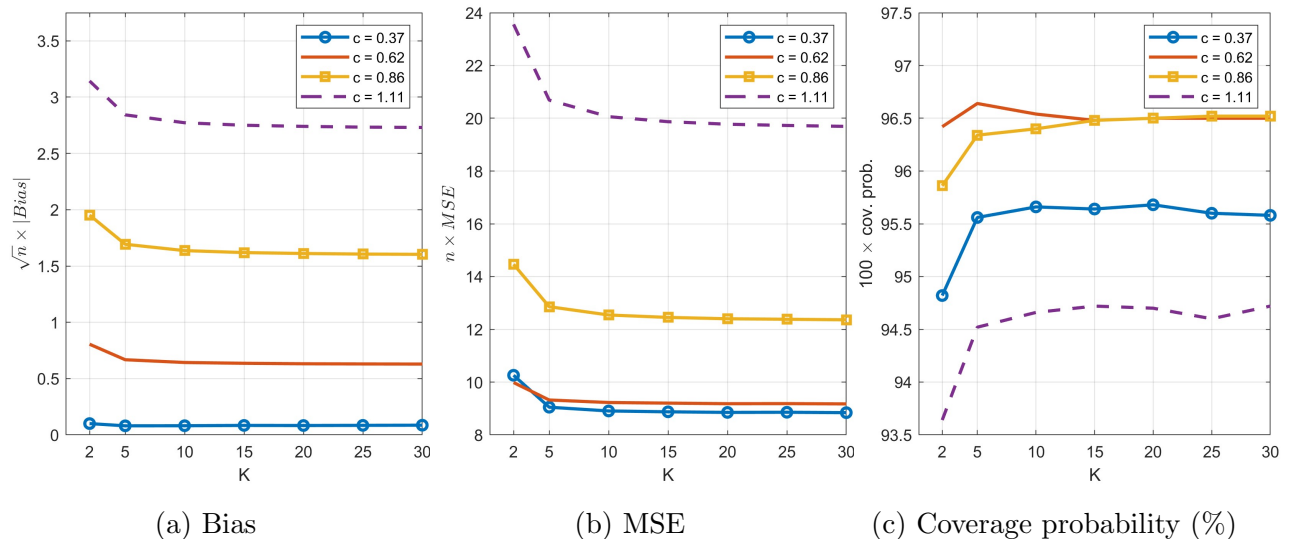 3.5
3
2.5
2
1.5
1
0.5
0
√n × |Bias|
2 5 10 15 20 25 30
K
c = 0.37
c = 0.62
c = 0.86
c = 1.11
(a) Bias
24
22
20
18
16
14
12
10
8
n × MSE
2 5 10 15 20 25 30
K
c = 0.37
c = 0.62
c = 0.86
c = 1.11
(b) MSE
97.5
97
96.5
96
95.5
95
94.5
94
93.5
100 × cov. prob.
2 5 10 15 20 25 30
K
c = 0.37
c = 0.62
c = 0.86
c = 1.11
(c) Coverage probability (%)